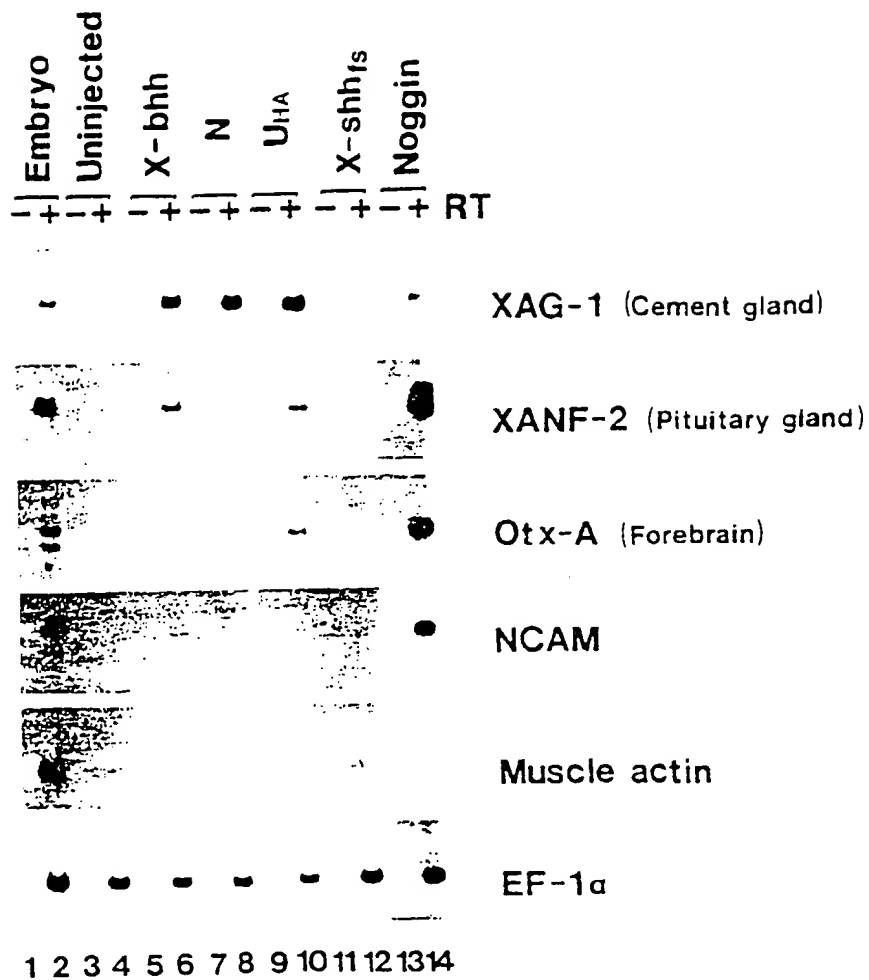 Embryo
Uninjected
X-bhh
N
UHA
X-shhfs
Noggin
- + - + - + - + - + - + - + RT
XAG-1 (Cement gland)
XANF-2 (Pituitary gland)
Otx-A (Forebrain)
NCAM
Muscle actin
EF-1α
1 2 3 4 5 6 7 8 9 10 11 12 13 14